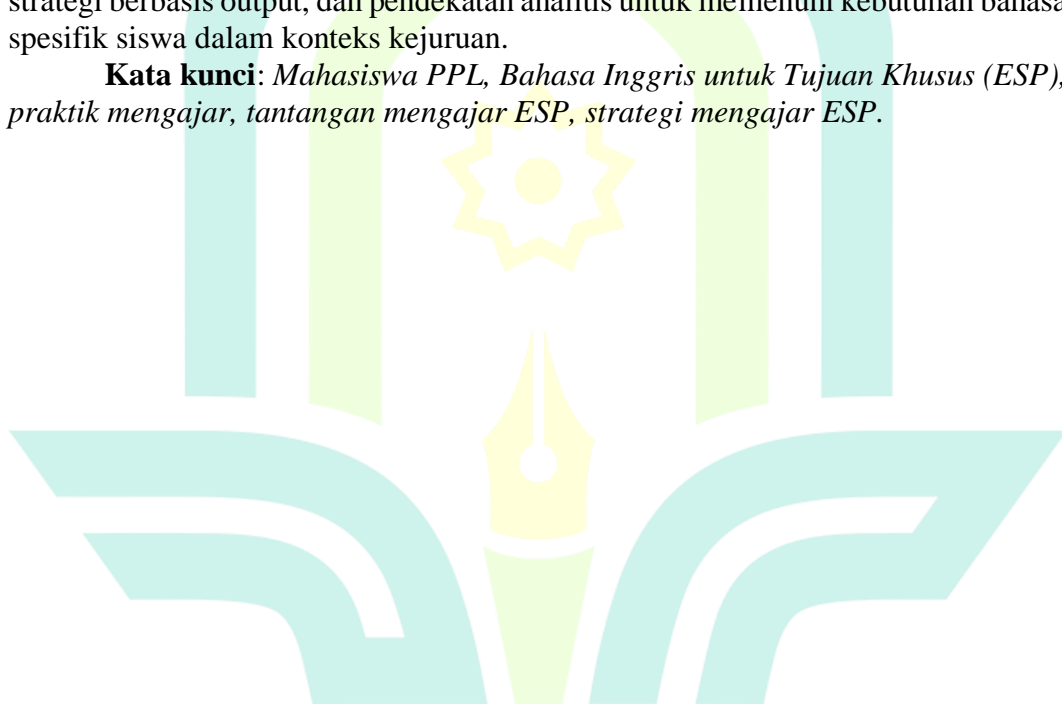 strategi berbasis output, dan pendekatan analitis untuk memenuhi kebutuhan bahasa
spesifik siswa dalam konteks kejuruan.
Kata kunci: Mahasiswa PPL, Bahasa Inggris untuk Tujuan Khusus (ESP),
praktik mengajar, tantangan mengajar ESP, strategi mengajar ESP.